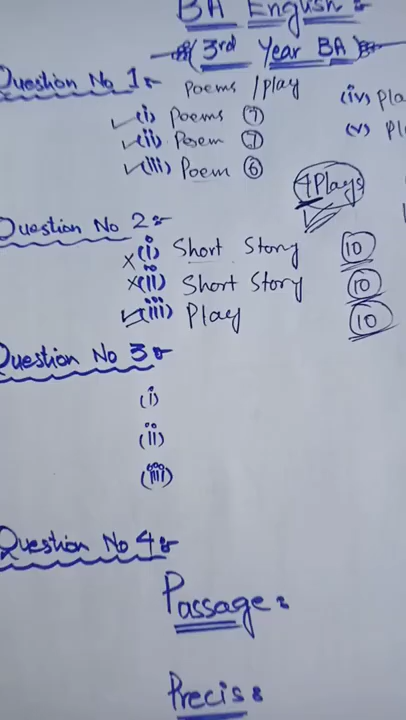 BA English:
3rd Year BA
Question No 1:-
Poems / Play
(i) Poems 7 (iv) Pla
(ii) Poem 7 (v) Pl
(iii) Poem 6
4 Plays
Question No 2:-
(i) Short Story 10
(ii) Short Story 10
(iii) Play 10
Question No 3:-
(i)
(ii)
(iii)
Question No 4:-
Passage:
Precis: